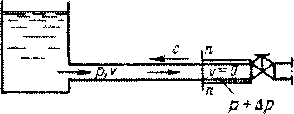 c n
p, v v = 0
n
p + Δp